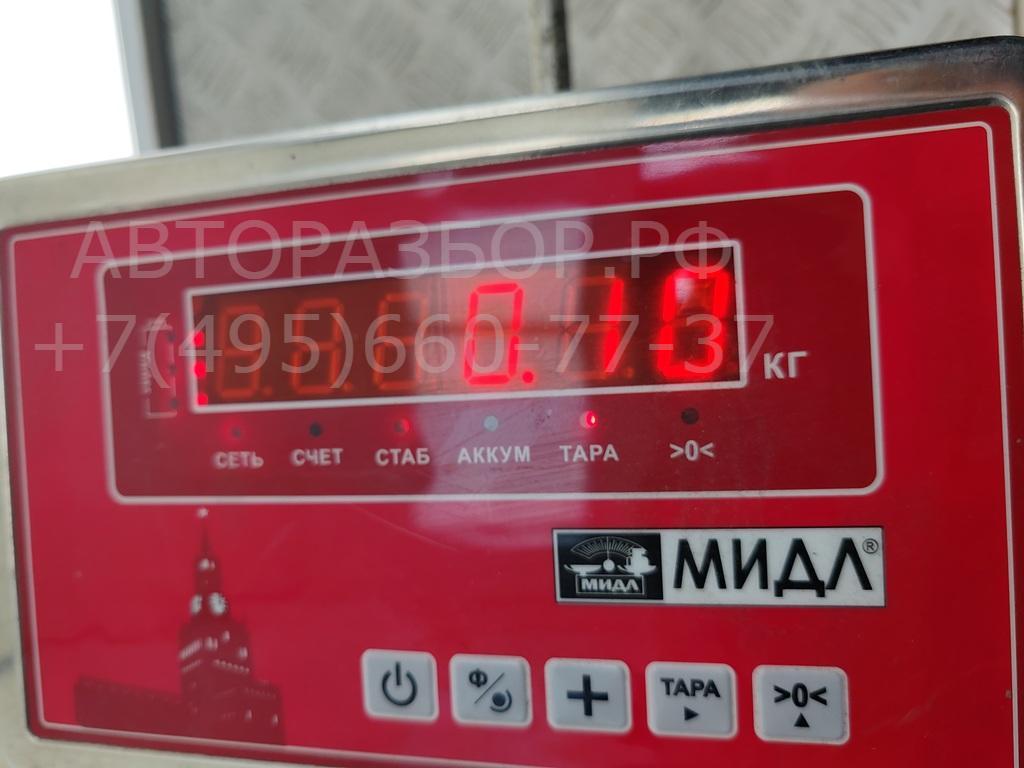 АВТОРАЗБОР.РФ
+7(495)660-77-37
0.10
КГ
СЕТЬ СЧЕТ СТАБ АККУМ ТАРА >0<
МИДЛ МИДЛ®
Ф ТАРА >0<